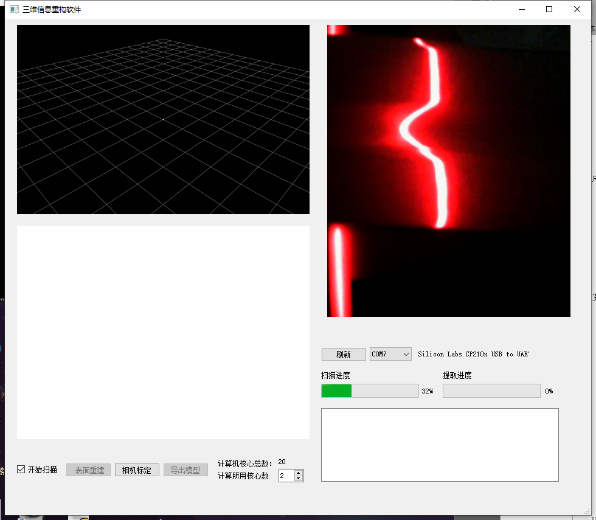 三维信息重构软件
刷新
COM7
Silicon Labs CP210x USB to UAR
扫描进度
提取进度
32%
0%
开始扫描
表面重建
相机标定
导出模型
计算机核心总数: 20
计算所用核心数
2